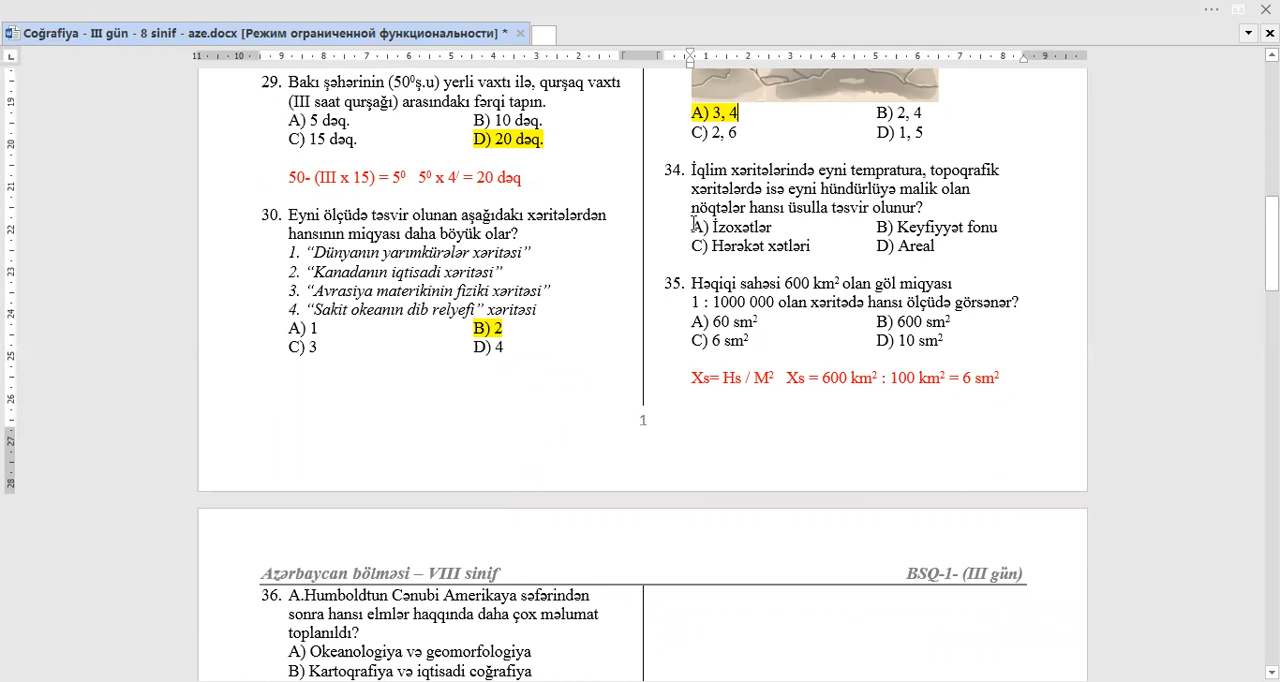 Coğrafiya - III gün - 8 sinif - aze.docx [Режим ограниченной функциональности] *
29. Bakı şəhərinin (50⁰ş.u) yerli vaxtı ilə, qurşaq vaxtı
(III saat qurşağı) arasındakı fərqi tapın.
A) 5 dəq. B) 10 dəq.
C) 15 dəq. D) 20 dəq.
50- (III x 15) = 5⁰ 5⁰ x 4′ = 20 dəq
30. Eyni ölçüdə təsvir olunan aşağıdakı xəritələrdən
hansının miqyası daha böyük olar?
1. “Dünyanın yarımkürələr xəritəsi”
2. “Kanadanın iqtisadi xəritəsi”
3. “Avrasiya materikinin fiziki xəritəsi”
4. “Sakit okeanın dib relyefi” xəritəsi
A) 1 B) 2
C) 3 D) 4
A) 3, 4 B) 2, 4
C) 2, 6 D) 1, 5
34. İqlim xəritələrində eyni tempratura, topoqrafik
xəritələrdə isə eyni hündürlüyə malik olan
nöqtələr hansı üsulla təsvir olunur?
A) İzoxətlər B) Keyfiyyət fonu
C) Hərəkət xətləri D) Areal
35. Həqiqi sahəsi 600 km² olan göl miqyası
1 : 1000 000 olan xəritədə hansı ölçüdə görsənər?
A) 60 sm² B) 600 sm²
C) 6 sm² D) 10 sm²
Xs= Hs / M² Xs = 600 km² : 100 km² = 6 sm²
1
Azərbaycan bölməsi – VIII sinif BSQ-1- (III gün)
36. A.Humboldtun Cənubi Amerikaya səfərindən
sonra hansı elmlər haqqında daha çox məlumat
toplanıldı?
A) Okeanologiya və geomorfologiya
B) Kartoqrafiya və iqtisadi coğrafiya